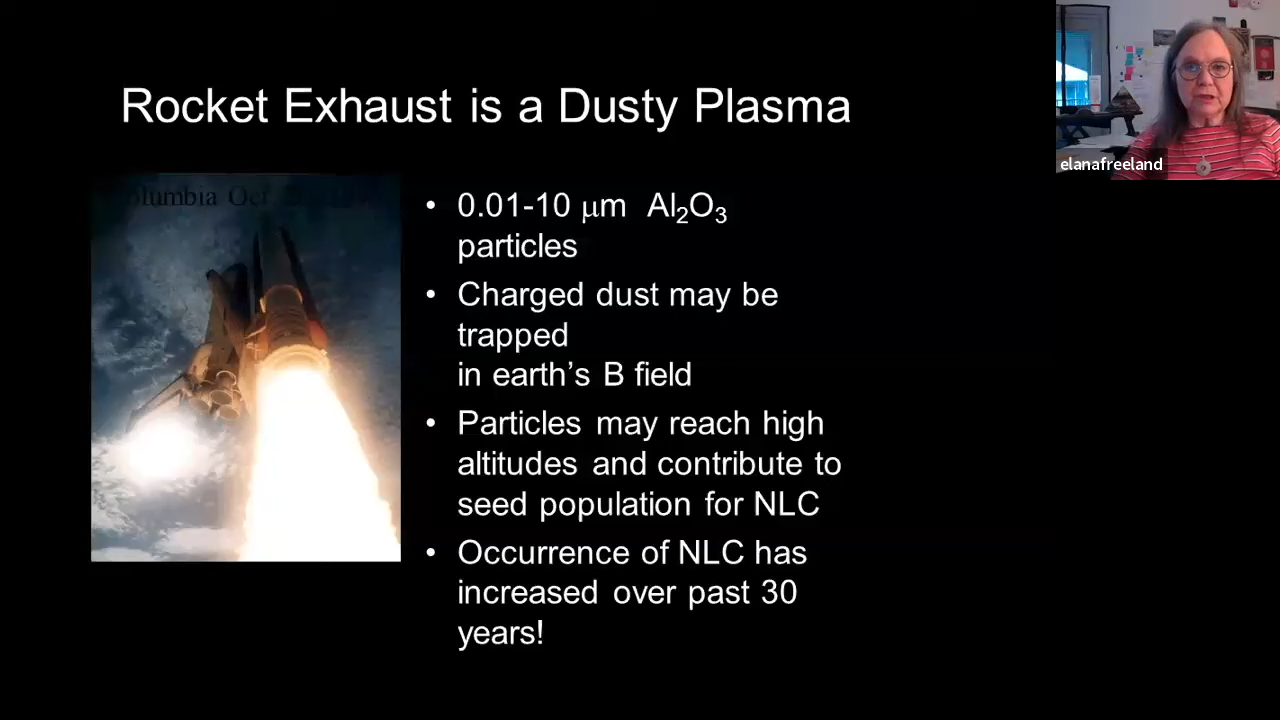 Rocket Exhaust is a Dusty Plasma
elanafreeland
• 0.01-10 μm Al₂O₃
particles
• Charged dust may be
trapped
in earth's B field
• Particles may reach high
altitudes and contribute to
seed population for NLC
• Occurrence of NLC has
increased over past 30
years!